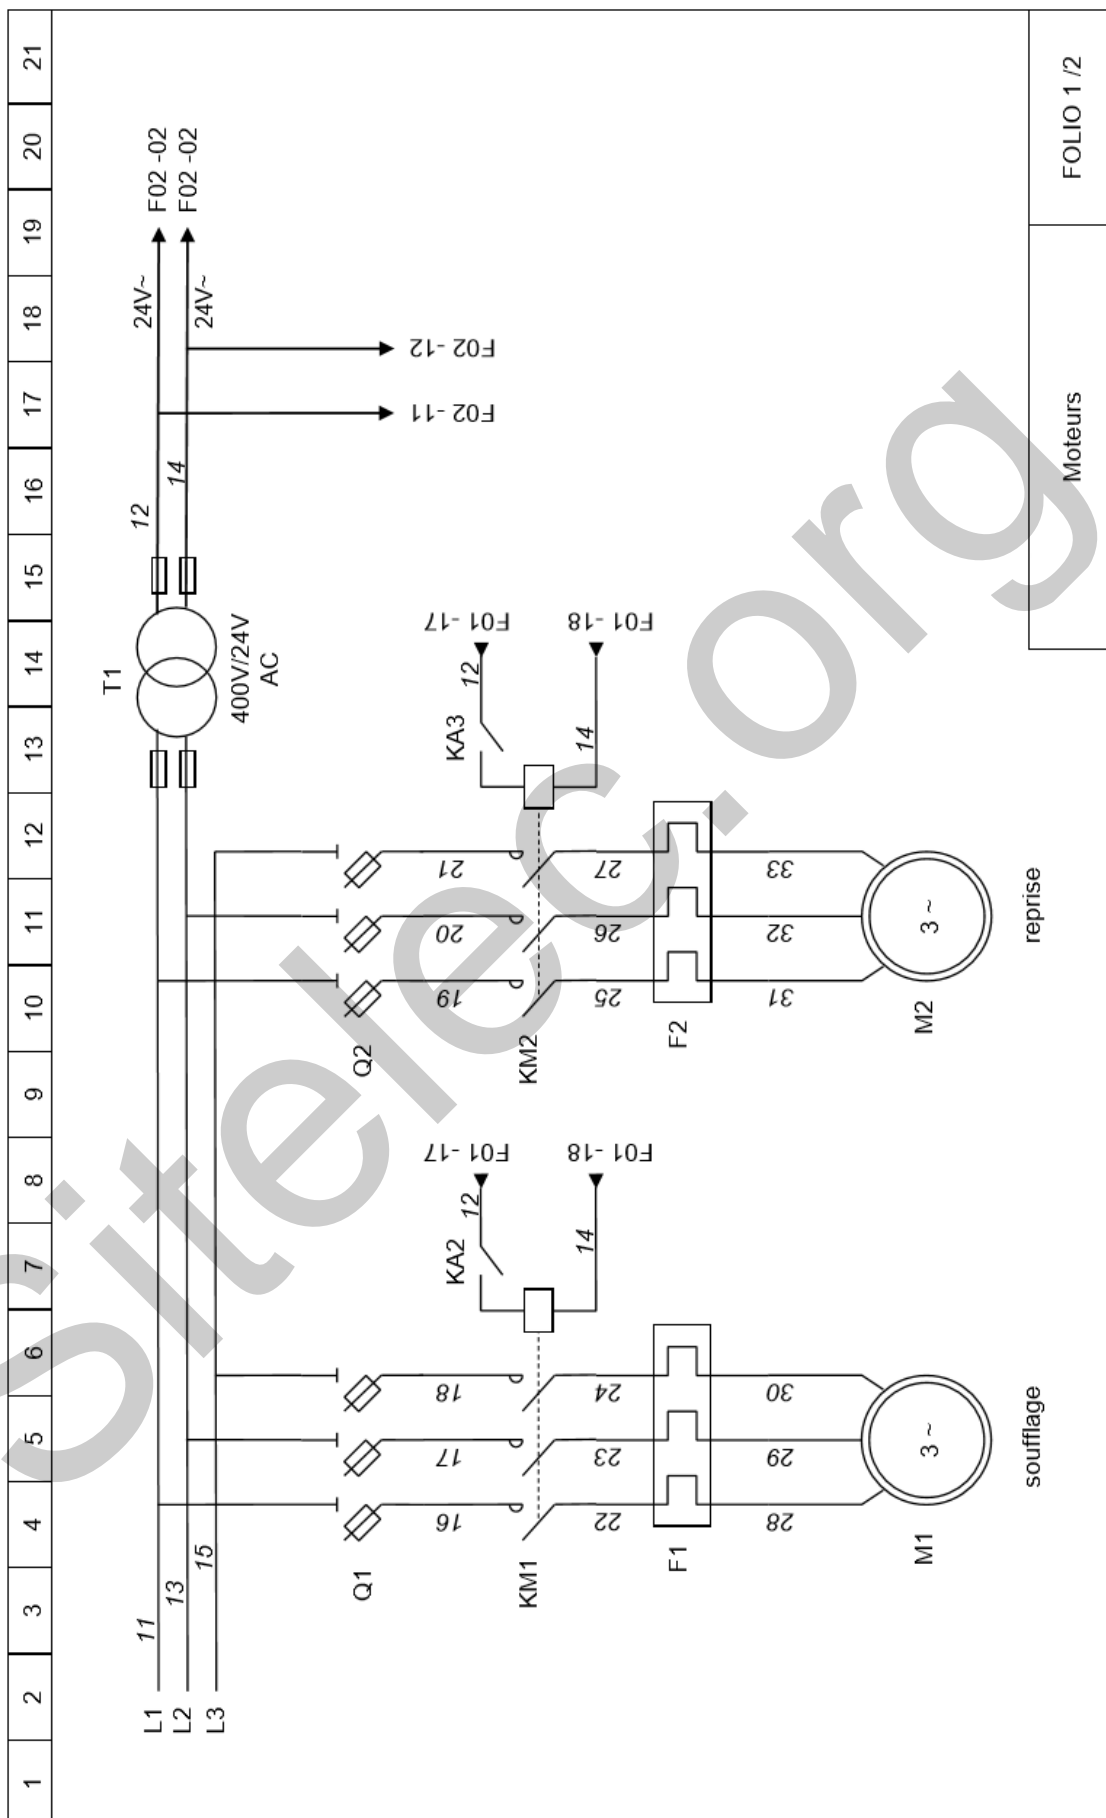 1 2 3 4 5 6 7 8 9 10 11 12 13 14 15 16 17 18 19 20 21
L1
L2
L3
11
13
15
T1
400V/24V
AC
12
14
24V~
24V~
F02 -02
F02 -02
F02 -11
F02 -12
Q1
16
17
18
KM1
KA2
12
F01 -17
14
F01 -18
22
23
24
F1
28
29
30
M1
3 ~
soufflage
Q2
19
20
21
KM2
KA3
12
F01 -17
14
F01 -18
25
26
27
F2
31
32
33
M2
3 ~
reprise
Moteurs
FOLIO 1 /2
Sitelec.org